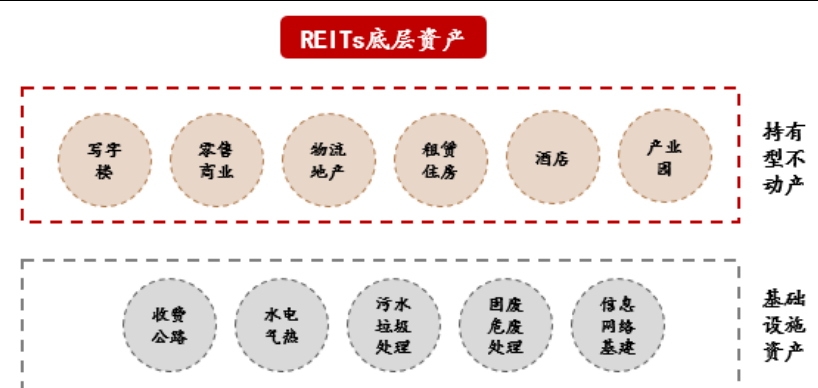 REITs底层资产
写字
楼
零售
商业
物流
地产
租赁
住房
酒店
产业
园
持有
型不
动产
收费
公路
水电
气热
污水
垃圾
处理
固废
危废
处理
信息
网络
基建
基础
设施
资产